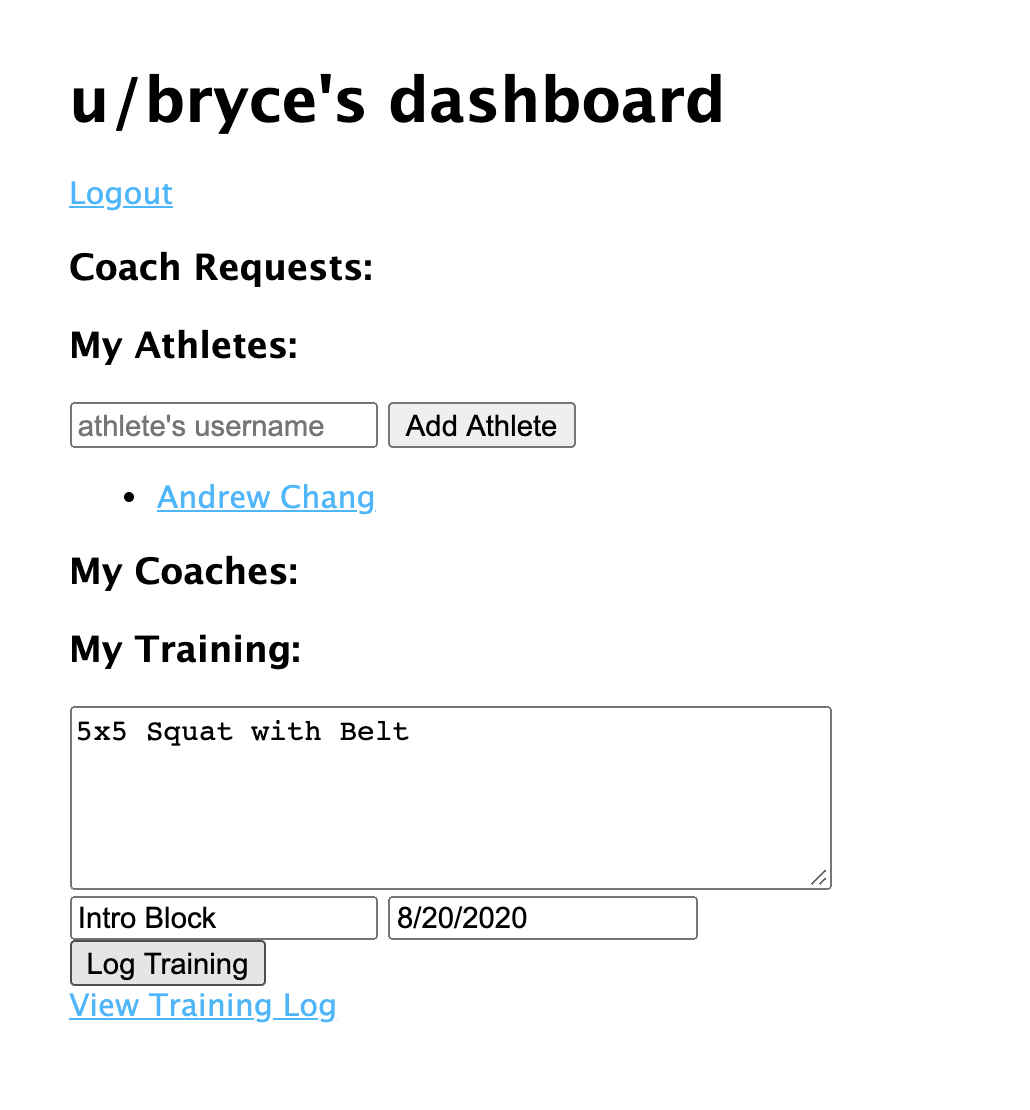 u/bryce's dashboard
Logout
Coach Requests:
My Athletes:
athlete's username Add Athlete
• Andrew Chang
My Coaches:
My Training:
5x5 Squat with Belt
Intro Block 8/20/2020
Log Training
View Training Log